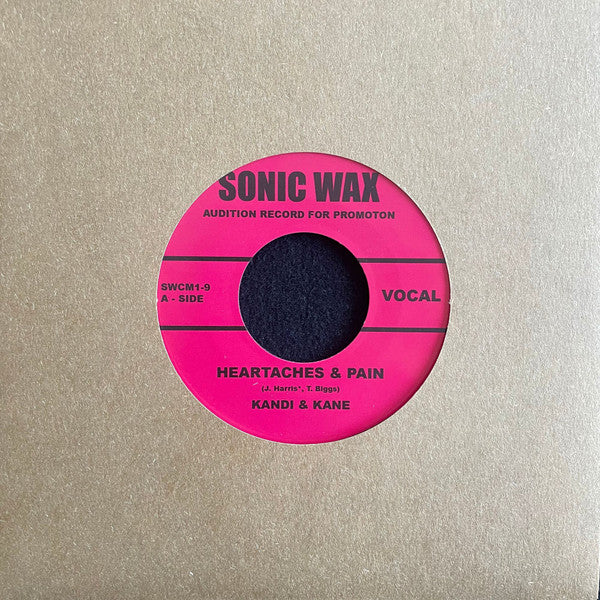 SONIC WAX
AUDITION RECORD FOR PROMOTON
SWCM1-9
A - SIDE
VOCAL
HEARTACHES & PAIN
(J. Harris*, T. Biggs)
KANDI & KANE